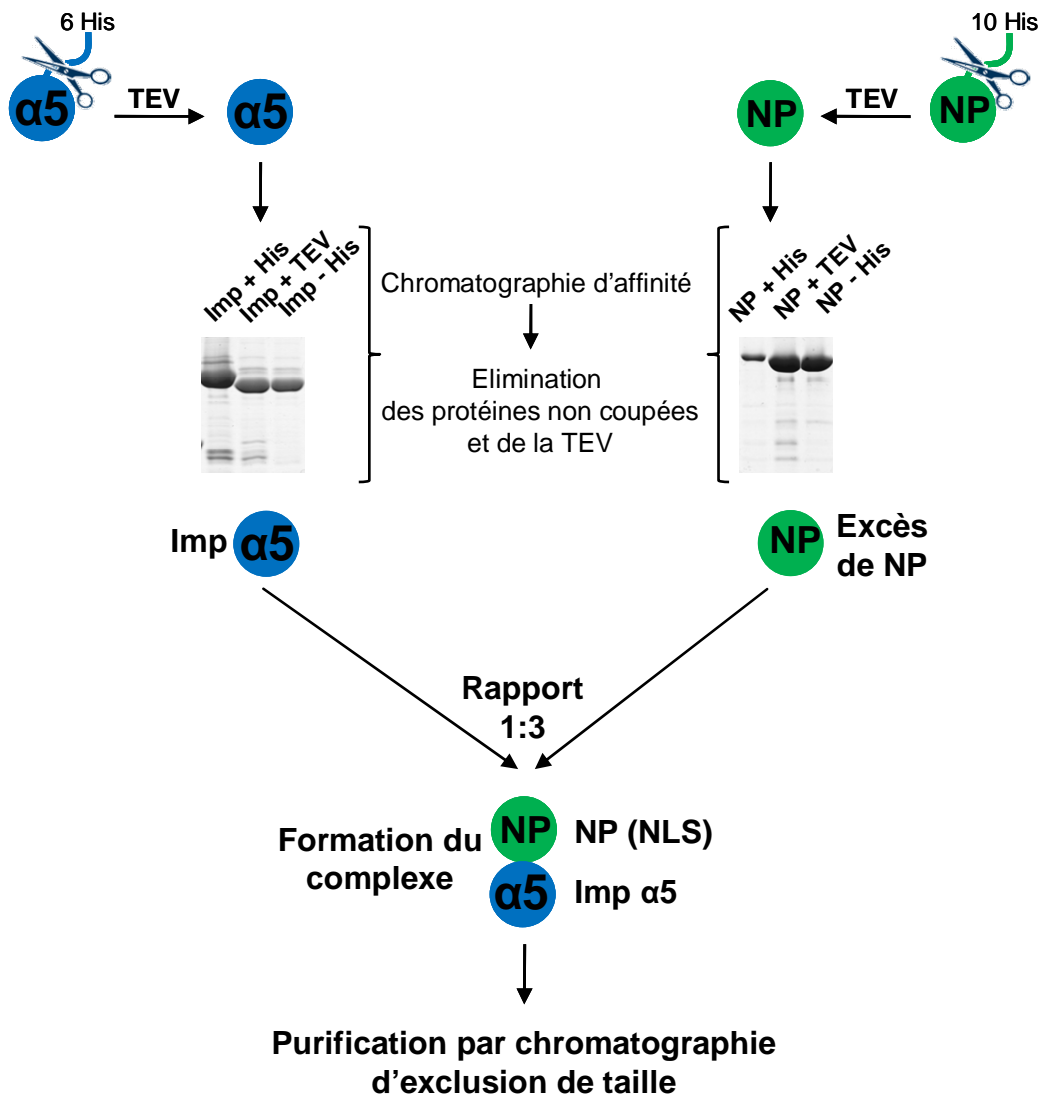 6 His
10 His
α5
TEV
α5
NP
TEV
NP
Imp + His
Imp + TEV
Imp - His
Chromatographie d’affinité
NP + His
NP + TEV
NP - His
Elimination
des protéines non coupées
et de la TEV
Imp
α5
NP
Excès
de NP
Rapport
1:3
Formation du
complexe
NP
NP (NLS)
α5
Imp α5
Purification par chromatographie
d’exclusion de taille